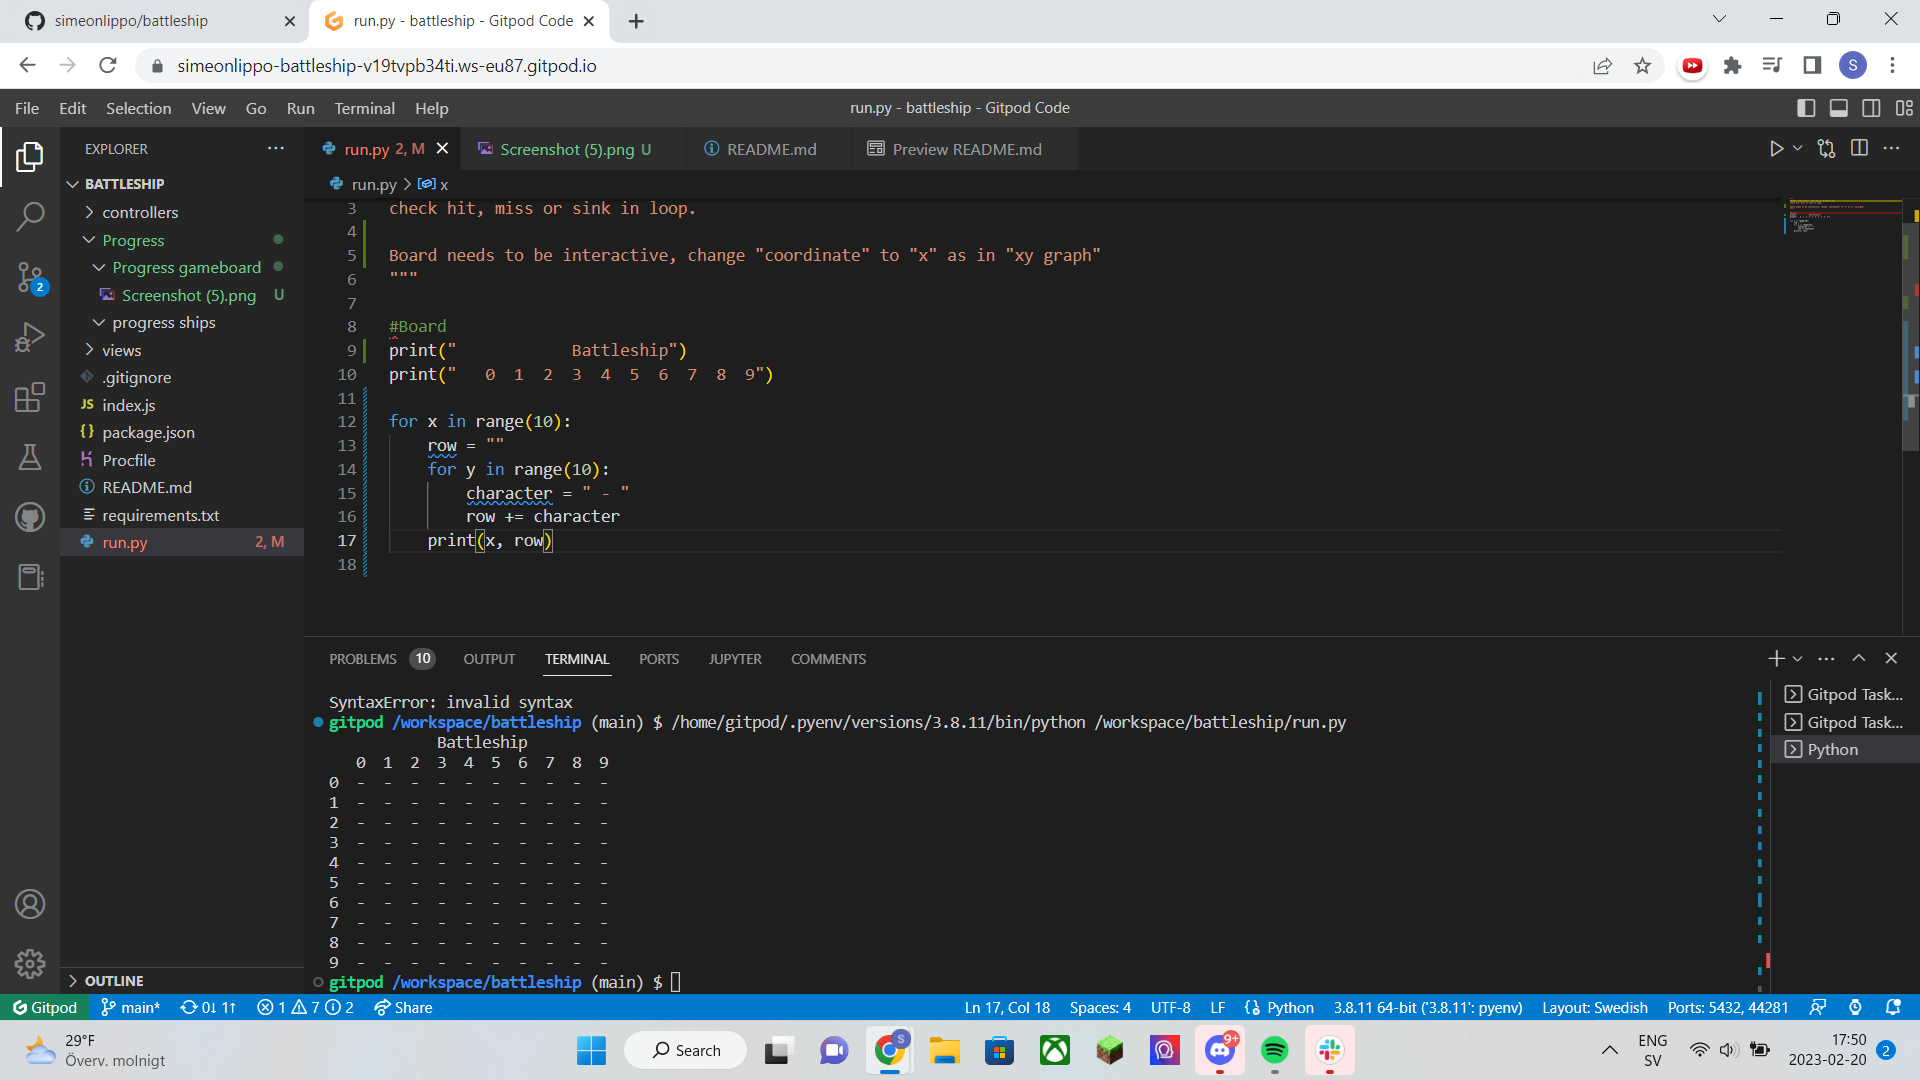 simeonlippo/battleship
run.py - battleship - Gitpod Code
simeonlippo-battleship-v19tvpb34ti.ws-eu87.gitpod.io
S
File Edit Selection View Go Run Terminal Help
run.py - battleship - Gitpod Code
EXPLORER
run.py 2, M
Screenshot (5).png U
README.md
Preview README.md
run.py > x
BATTLESHIP
controllers
Progress
Progress gameboard
Screenshot (5).png U
progress ships
views
.gitignore
JS index.js
{} package.json
Procfile
README.md
requirements.txt
run.py 2, M
OUTLINE
2
3 check hit, miss or sink in loop.
4
5 Board needs to be interactive, change "coordinate" to "x" as in "xy graph"
6 """
7
8 #Board
9 print("            Battleship")
10 print("   0  1  2  3  4  5  6  7  8  9")
11
12 for x in range(10):
13     row = ""
14     for y in range(10):
15         character = " - "
16         row += character
17     print(x, row)
18
PROBLEMS 10 OUTPUT TERMINAL PORTS JUPYTER COMMENTS
SyntaxError: invalid syntax
gitpod /workspace/battleship (main) $ /home/gitpod/.pyenv/versions/3.8.11/bin/python /workspace/battleship/run.py
            Battleship
   0  1  2  3  4  5  6  7  8  9
0  -  -  -  -  -  -  -  -  -  -
1  -  -  -  -  -  -  -  -  -  -
2  -  -  -  -  -  -  -  -  -  -
3  -  -  -  -  -  -  -  -  -  -
4  -  -  -  -  -  -  -  -  -  -
5  -  -  -  -  -  -  -  -  -  -
6  -  -  -  -  -  -  -  -  -  -
7  -  -  -  -  -  -  -  -  -  -
8  -  -  -  -  -  -  -  -  -  -
9  -  -  -  -  -  -  -  -  -  -
gitpod /workspace/battleship (main) $
Gitpod Task...
Gitpod Task...
Python
Gitpod main* 0↓ 1↑ 1 7 2 Share
Ln 17, Col 18 Spaces: 4 UTF-8 LF {} Python 3.8.11 64-bit ('3.8.11': pyenv) Layout: Swedish Ports: 5432, 44281
29°F
Överv. molnigt
Search
S
9+
ENG
SV
17:50
2023-02-20
2